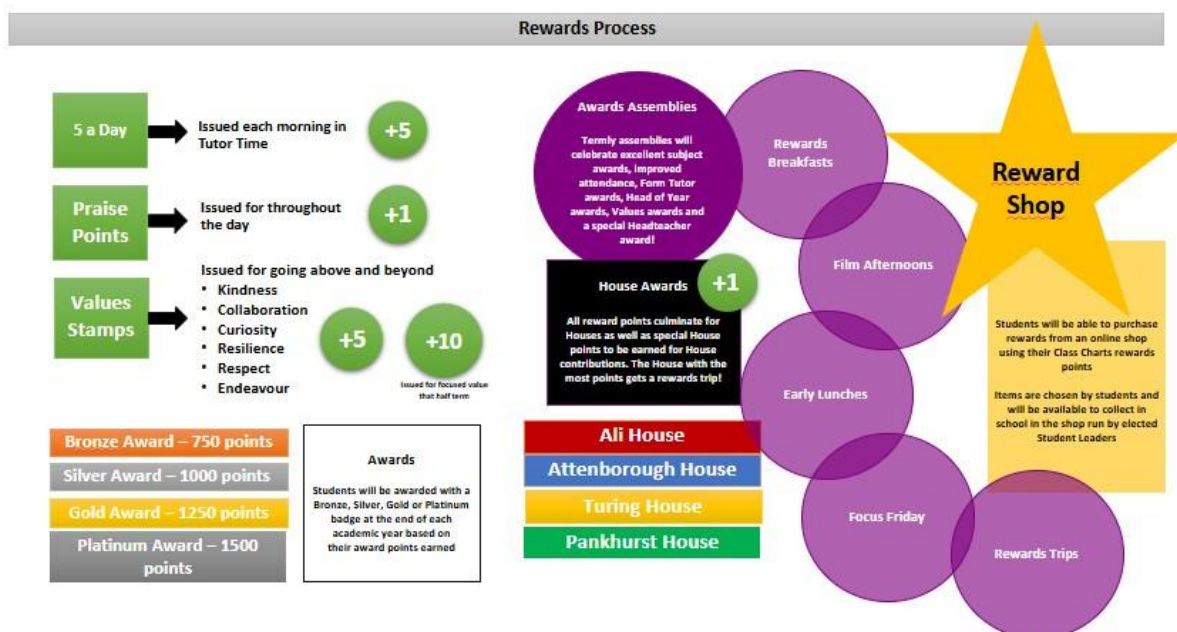 Rewards Process
5 a Day
Issued each morning in
Tutor Time
+5
Praise
Points
Issued for throughout
the day
+1
Values
Stamps
Issued for going above and beyond
• Kindness
• Collaboration
• Curiosity
• Resilience
• Respect
• Endeavour
+5
+10
Issued for focused value
that half term
Bronze Award – 750 points
Silver Award – 1000 points
Gold Award – 1250 points
Platinum Award – 1500
points
Awards
Students will be awarded with a
Bronze, Silver, Gold or Platinum
badge at the end of each
academic year based on
their award points earned
Awards Assemblies
Termly assemblies will
celebrate excellent subject
awards, improved
attendance, Form Tutor
awards, Head of Year
awards, Values awards and
a special Headteacher
award!
House Awards
+1
All reward points culminate for
Houses as well as special House
points to be earned for House
contributions. The House with the
most points gets a rewards trip!
Ali House
Attenborough House
Turing House
Pankhurst House
Rewards
Breakfasts
Film Afternoons
Early Lunches
Focus Friday
Rewards Trips
Reward
Shop
Students will be able to purchase
rewards from an online shop
using their Class Charts rewards
points
Items are chosen by students and
will be available to collect in
school in the shop run by elected
Student Leaders